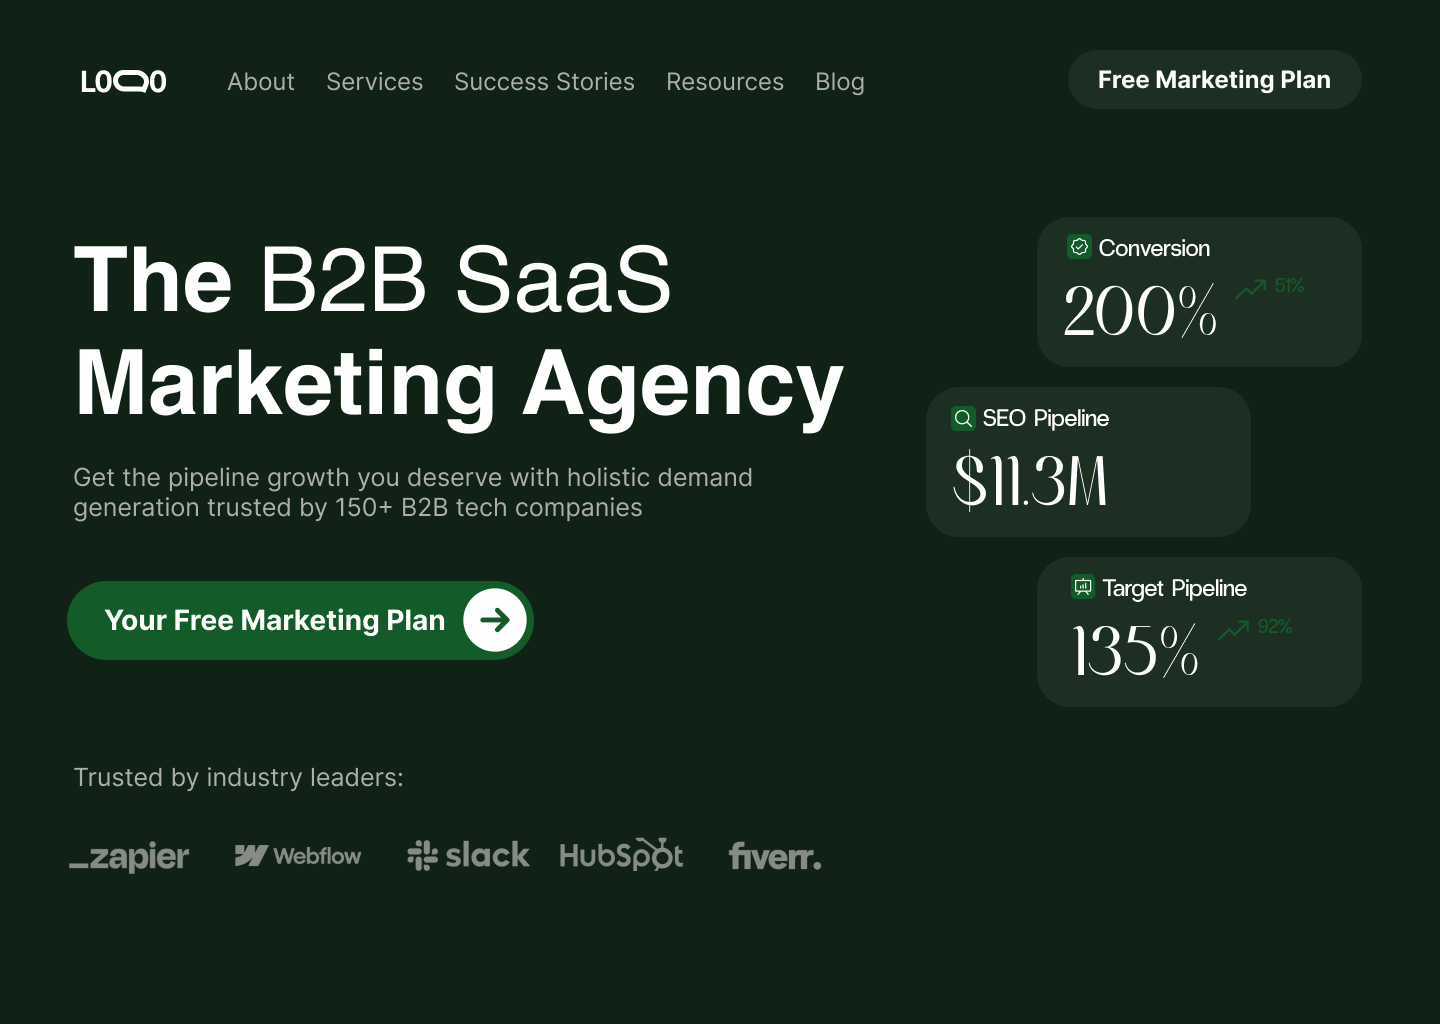 LOGO
About Services Success Stories Resources Blog
Free Marketing Plan
The B2B SaaS
Marketing Agency
Get the pipeline growth you deserve with holistic demand
generation trusted by 150+ B2B tech companies
Your Free Marketing Plan
Conversion
200% 51%
SEO Pipeline
$11.3M
Target Pipeline
135% 92%
Trusted by industry leaders:
_zapier Webflow slack HubSpot fiverr.